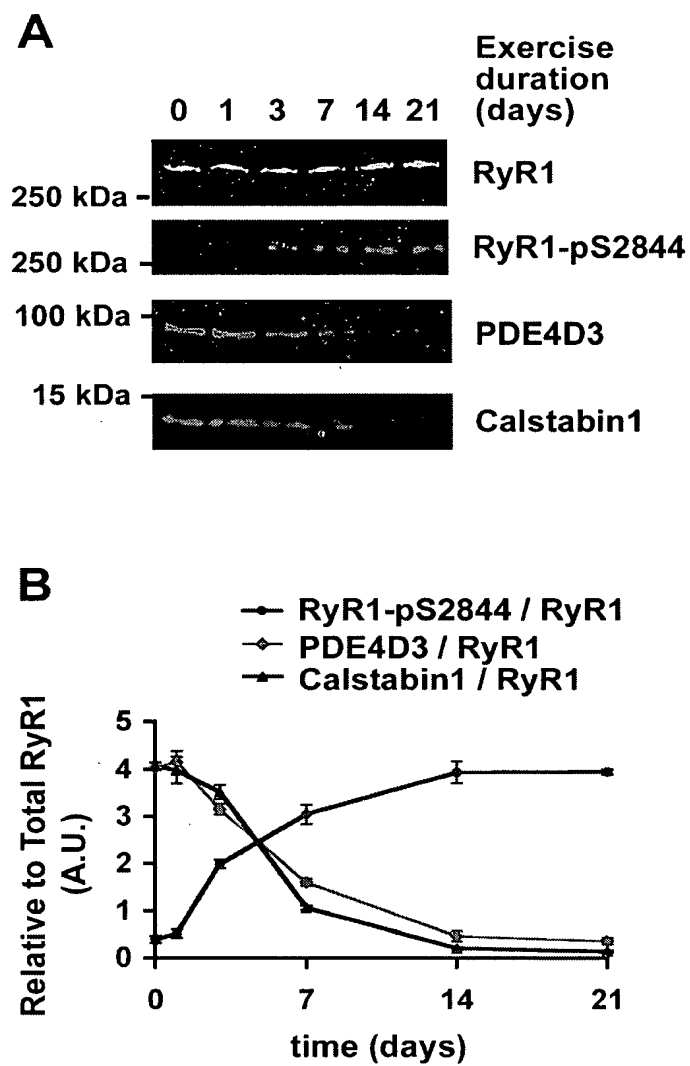 A
Exercise
duration
(days)
0 1 3 7 14 21
RyR1
250 kDa
RyR1-pS2844
250 kDa
100 kDa
PDE4D3
15 kDa
Calstabin1
B
RyR1-pS2844 / RyR1
PDE4D3 / RyR1
Calstabin1 / RyR1
Relative to Total RyR1
(A.U.)
5
4
3
2
1
0
0 7 14 21
time (days)